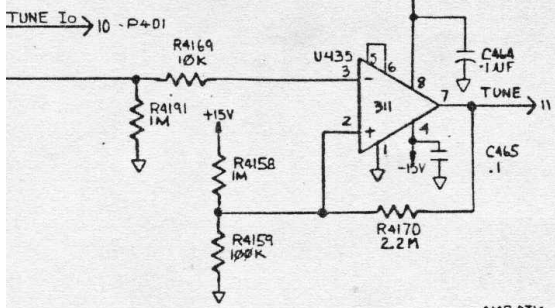 TUNE Io 10 -P401
R4169
10K
U435
5
6
C464
.1UF
3
-
8
R4191
1M
+15V
311
7
TUNE
11
2
+
4
1
-15V
C465
.1
R4158
1M
R4170
2.2M
R4159
100K